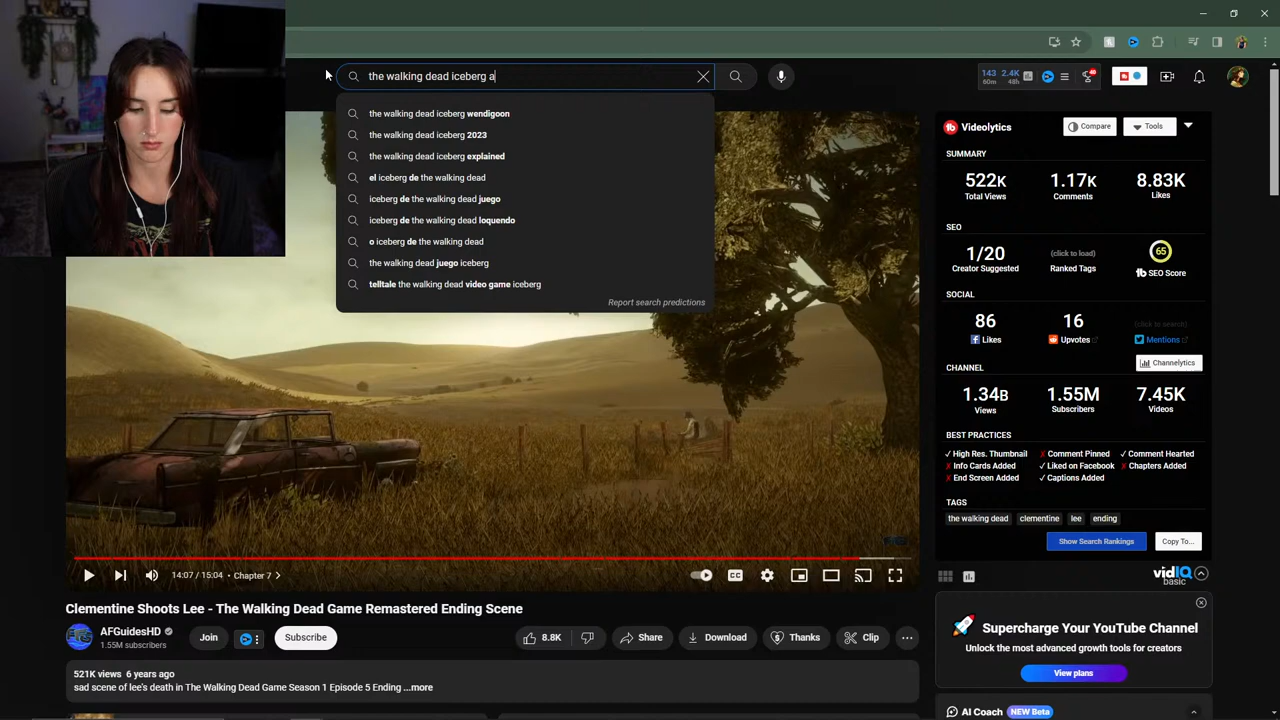 the walking dead iceberg a
the walking dead iceberg wendigoon
the walking dead iceberg 2023
the walking dead iceberg explained
el iceberg de the walking dead
iceberg de the walking dead juego
iceberg de the walking dead loquendo
o iceberg de the walking dead
the walking dead juego iceberg
telltale the walking dead video game iceberg
Report search predictions
143 2.4K
60m 48h
Videolytics
Compare
Tools
SUMMARY
522K 1.17K 8.83K
Total Views Comments Likes
SEO
1/20 (click to load) 65
Creator Suggested Ranked Tags SEO Score
SOCIAL
86 16 (click to search)
Likes Upvotes Mentions
CHANNEL
Channelytics
1.34B 1.55M 7.45K
Views Subscribers Videos
BEST PRACTICES
✓ High Res. Thumbnail ✗ Comment Pinned ✓ Comment Hearted
✗ Info Cards Added ✓ Liked on Facebook ✗ Chapters Added
✗ End Screen Added ✓ Captions Added
TAGS
the walking dead clementine lee ending
Show Search Rankings Copy To...
vidIQ
basic
Supercharge Your YouTube Channel
Unlock the most advanced growth tools for creators
View plans
AI Coach NEW Beta
14:07 / 15:04 • Chapter 7
CC
Clementine Shoots Lee - The Walking Dead Game Remastered Ending Scene
AFGuidesHD
1.55M subscribers
Join
Subscribe
8.8K
Share
Download
Thanks
Clip
521K views 6 years ago
sad scene of lee's death in The Walking Dead Game Season 1 Episode 5 Ending ...more